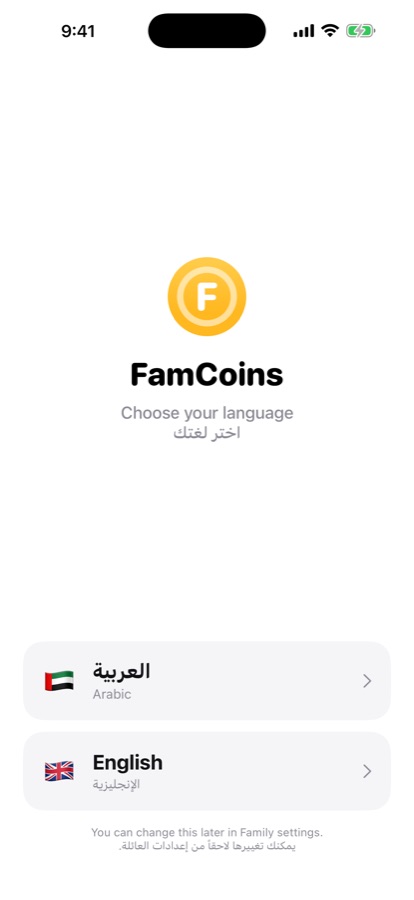 9:41
F
FamCoins
Choose your language
اختر لغتك
العربية
Arabic
English
الإنجليزية
You can change this later in Family settings.
يمكنك تغييرها لاحقاً من إعدادات العائلة.